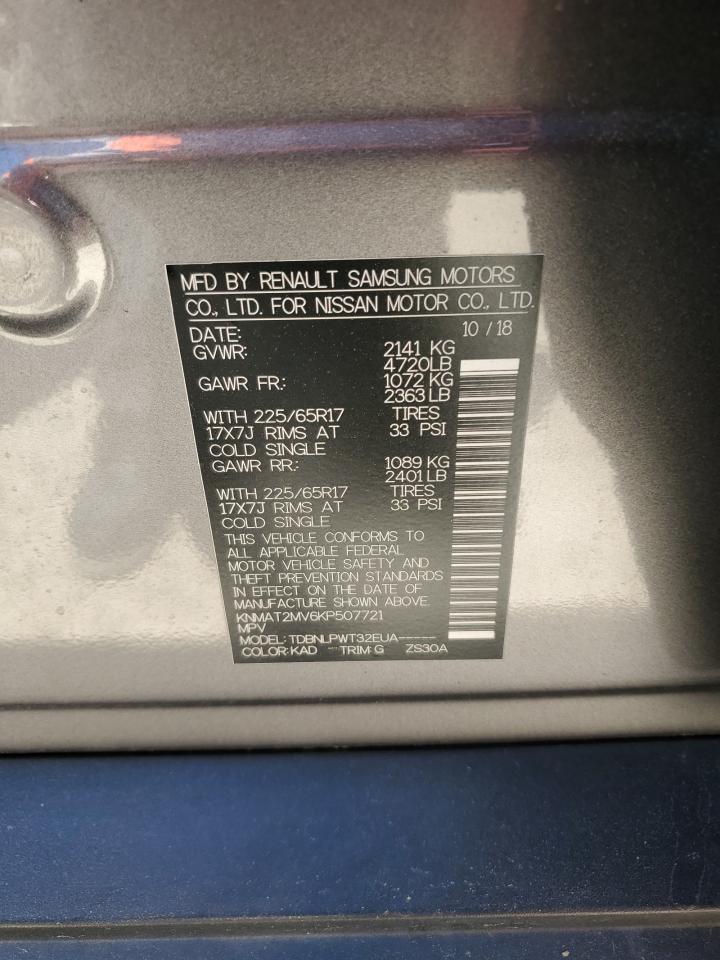 MFD BY RENAULT SAMSUNG MOTORS
CO., LTD. FOR NISSAN MOTOR CO., LTD.
DATE: 10 / 18
GVWR: 2141 KG
4720LB
GAWR FR: 1072 KG
2363 LB
WITH 225/65R17 TIRES
17X7J RIMS AT 33 PSI
COLD SINGLE
GAWR RR: 1089 KG
2401 LB
WITH 225/65R17 TIRES
17X7J RIMS AT 33 PSI
COLD SINGLE
THIS VEHICLE CONFORMS TO
ALL APPLICABLE FEDERAL
MOTOR VEHICLE SAFETY AND
THEFT PREVENTION STANDARDS
IN EFFECT ON THE DATE OF
MANUFACTURE SHOWN ABOVE.
KNMAT2MV6KP507721
MPV
MODEL: TDBNLPWT32EUA-----
COLOR: KAD TRIM: G ZS30A